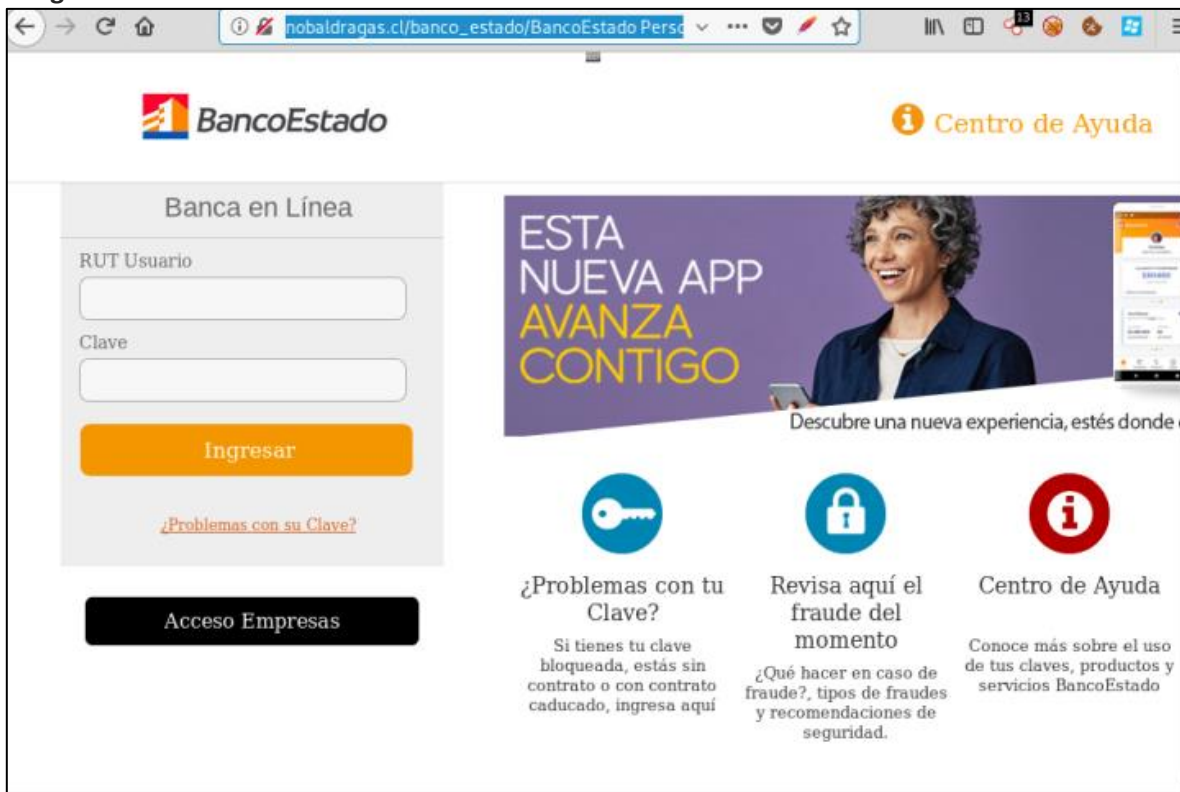 nobaldragas.cl/banco_estado/BancoEstado Perso
13
BancoEstado
Centro de Ayuda
Banca en Línea
RUT Usuario
Clave
Ingresar
¿Problemas con su Clave?
Acceso Empresas
ESTA
NUEVA APP
AVANZA
CONTIGO
Descubre una nueva experiencia, estés donde
¿Problemas con tu
Clave?
Si tienes tu clave
bloqueada, estás sin
contrato o con contrato
caducado, ingresa aquí
Revisa aquí el
fraude del
momento
¿Qué hacer en caso de
fraude?, tipos de fraudes
y recomendaciones de
seguridad.
Centro de Ayuda
Conoce más sobre el uso
de tus claves, productos y
servicios BancoEstado